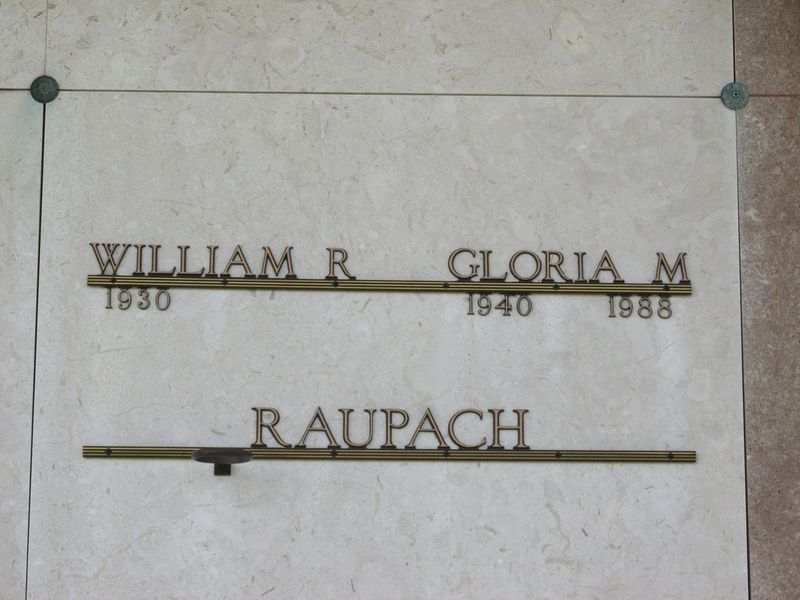 WILLIAM R GLORIA M
1930 1940 1988
RAUPACH